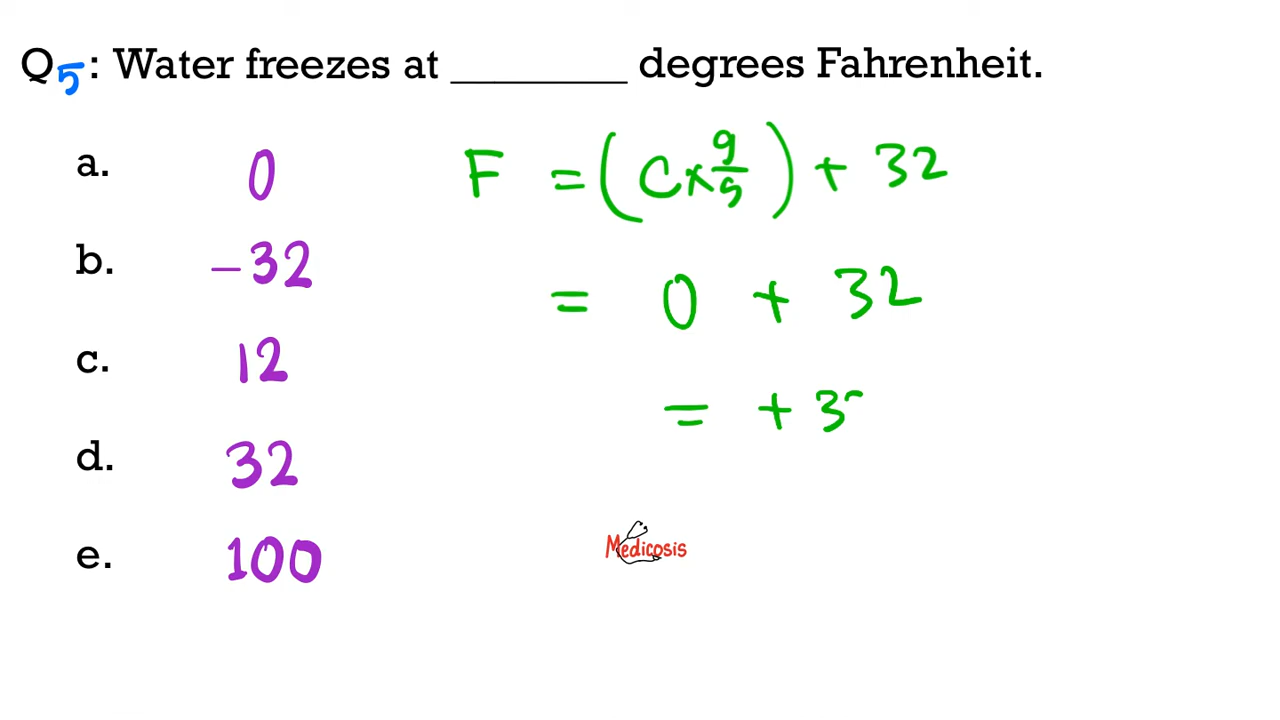 Q5: Water freezes at ________ degrees Fahrenheit.
a. 0
b. -32
c. 12
d. 32
e. 100
F = (C x 9/5) + 32
= 0 + 32
= + 3
Medicosis